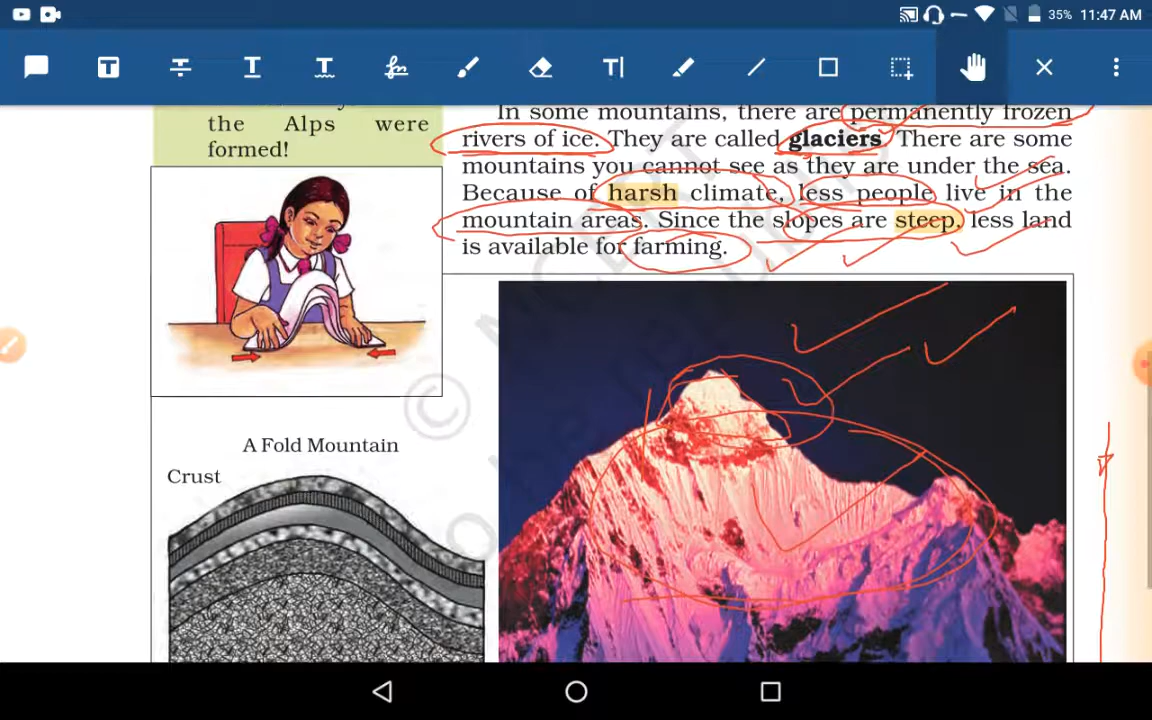 35% 11:47 AM
In some mountains, there are permanently frozen
rivers of ice. They are called glaciers. There are some
mountains you cannot see as they are under the sea.
Because of harsh climate, less people live in the
mountain areas. Since the slopes are steep, less land
is available for farming.
the Alps were
formed!
A Fold Mountain
Crust